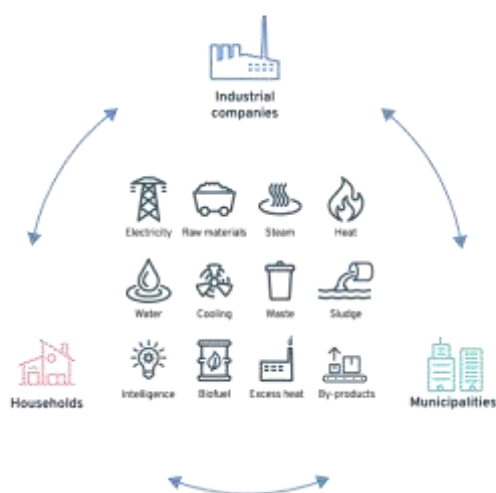 Industrial
companies
Electricity Raw materials Steam Heat
Water Cooling Waste Sludge
Intelligence Biofuel Excess heat By-products
Households
Municipalities